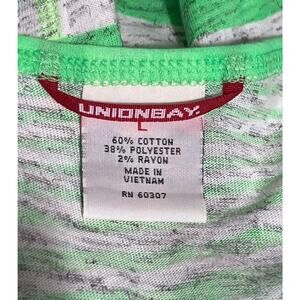 UNIONBAY.
L
60% COTTON
38% POLYESTER
2% RAYON
MADE IN
VIETNAM
RN 60307